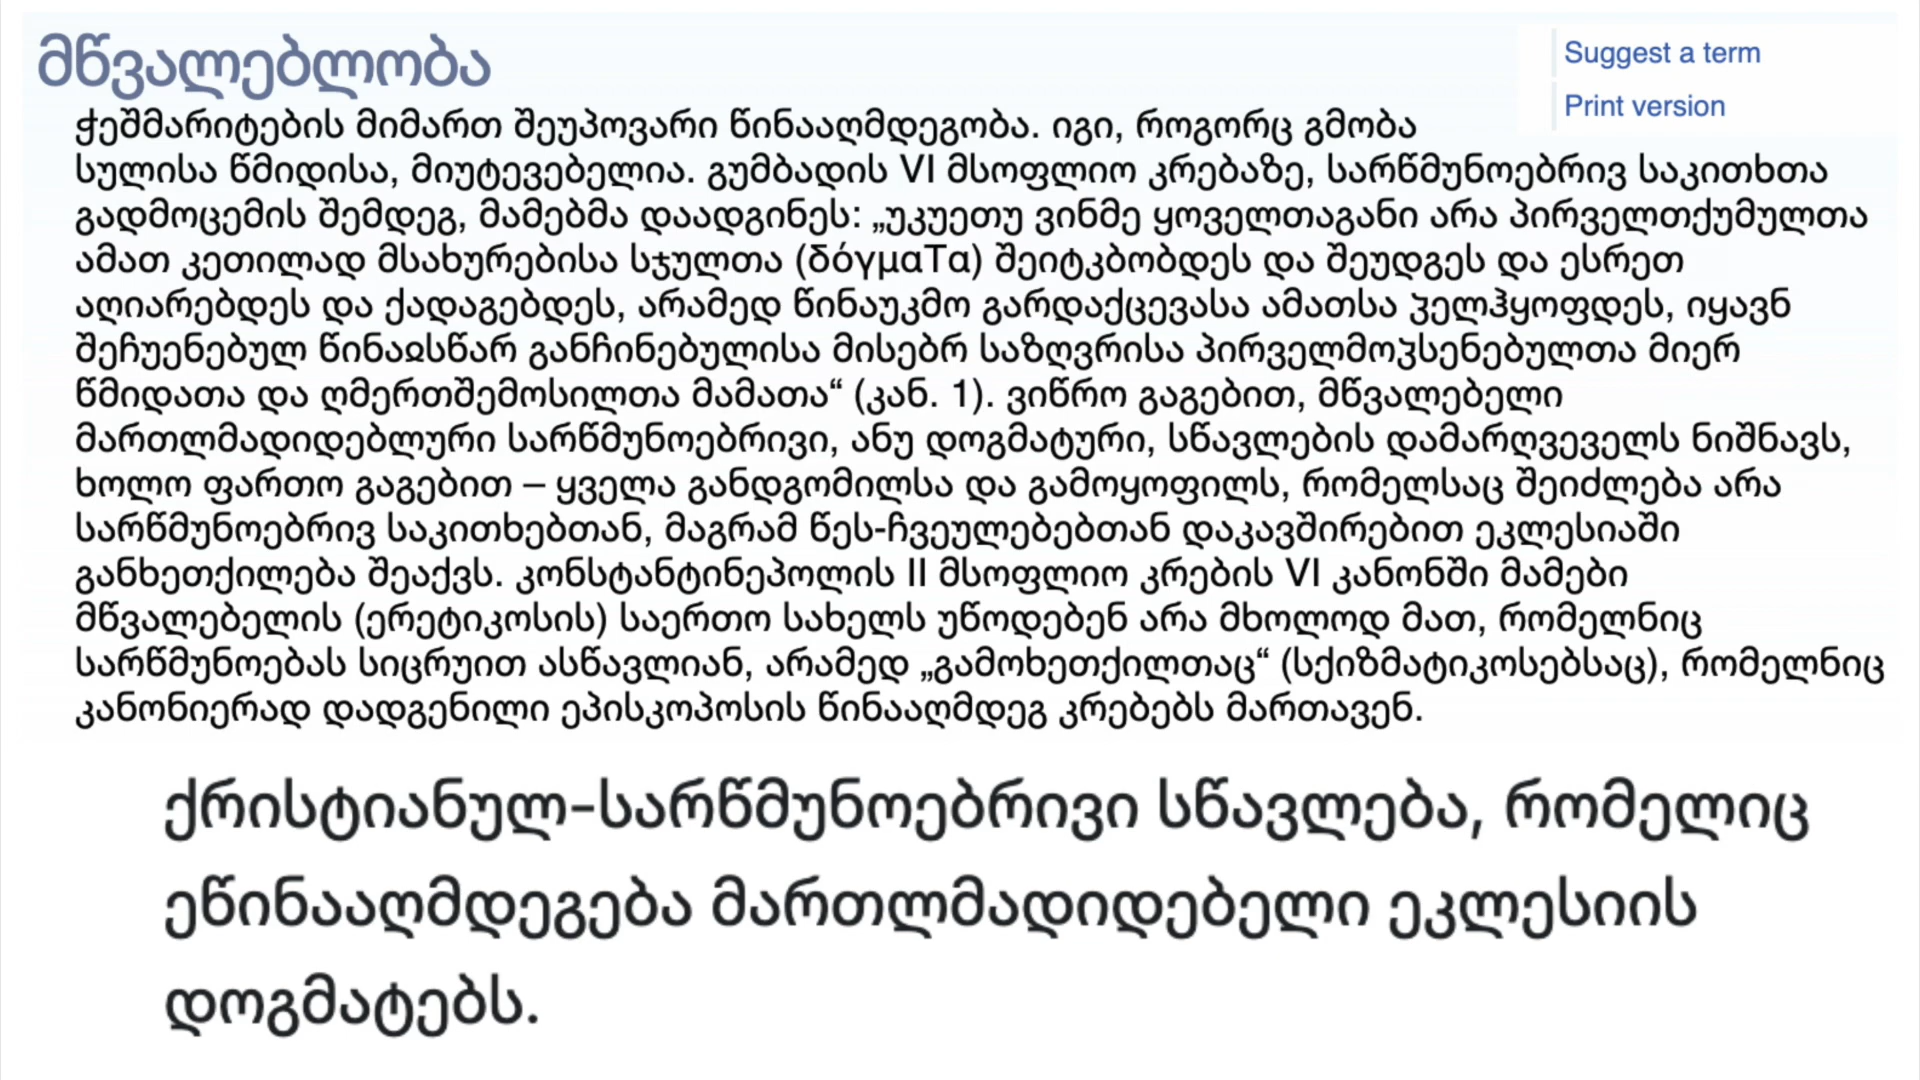 მწვალებლობა
Suggest a term
Print version
ჭეშმარიტების მიმართ შეუპოვარი წინააღმდეგობა. იგი, როგორც გმობა
სულისა წმიდისა, მიუტევებელია. გუმბადის VI მსოფლიო კრებაზე, სარწმუნოებრივ საკითხთა
გადმოცემის შემდეგ, მამებმა დაადგინეს: „უკუეთუ ვინმე ყოველთაგანი არა პირველთქუმულთა
ამათ კეთილად მსახურებისა სჯულთა (δόγμαΤα) შეიტკბობდეს და შეუდგეს და ესრეთ
აღიარებდეს და ქადაგებდეს, არამედ წინაუკმო გარდაქცევასა ამათსა ჴელჰყოფდეს, იყავნ
შეჩუენებულ წინაჲსწარ განჩინებულისა მისებრ საზღვრისა პირველმოჴსენებულთა მიერ
წმიდათა და ღმერთშემოსილთა მამათა“ (კან. 1). ვიწრო გაგებით, მწვალებელი
მართლმადიდებლური სარწმუნოებრივი, ანუ დოგმატური, სწავლების დამარღვეველს ნიშნავს,
ხოლო ფართო გაგებით – ყველა განდგომილსა და გამოყოფილს, რომელსაც შეიძლება არა
სარწმუნოებრივ საკითხებთან, მაგრამ წეს-ჩვეულებებთან დაკავშირებით ეკლესიაში
განხეთქილება შეაქვს. კონსტანტინეპოლის II მსოფლიო კრების VI კანონში მამები
მწვალებელის (ერეტიკოსის) საერთო სახელს უწოდებენ არა მხოლოდ მათ, რომელნიც
სარწმუნოებას სიცრუით ასწავლიან, არამედ „გამოხეთქილთაც“ (სქიზმატიკოსებსაც), რომელნიც
კანონიერად დადგენილი ეპისკოპოსის წინააღმდეგ კრებებს მართავენ.
ქრისტიანულ-სარწმუნოებრივი სწავლება, რომელიც
ეწინააღმდეგება მართლმადიდებელი ეკლესიის
დოგმატებს.